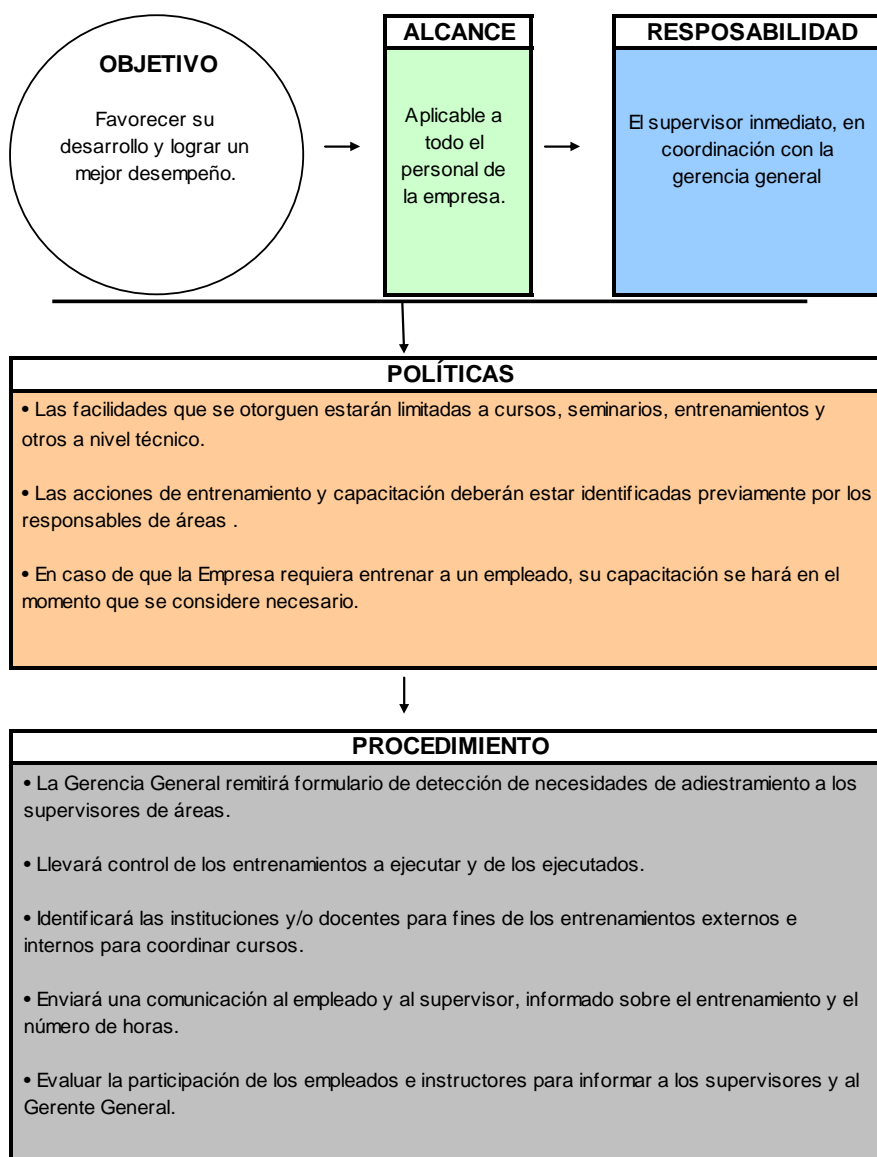 OBJETIVO
Favorecer su
desarrollo y lograr un
mejor desempeño.
ALCANCE
Aplicable a
todo el
personal de
la empresa.
RESPOSABILIDAD
El supervisor inmediato, en
coordinación con la
gerencia general
POLÍTICAS
• Las facilidades que se otorguen estarán limitadas a cursos, seminarios, entrenamientos y
otros a nivel técnico.
• Las acciones de entrenamiento y capacitación deberán estar identificadas previamente por los
responsables de áreas .
• En caso de que la Empresa requiera entrenar a un empleado, su capacitación se hará en el
momento que se considere necesario.
PROCEDIMIENTO
• La Gerencia General remitirá formulario de detección de necesidades de adiestramiento a los
supervisores de áreas.
• Llevará control de los entrenamientos a ejecutar y de los ejecutados.
• Identificará las instituciones y/o docentes para fines de los entrenamientos externos e
internos para coordinar cursos.
• Enviará una comunicación al empleado y al supervisor, informado sobre el entrenamiento y el
número de horas.
• Evaluar la participación de los empleados e instructores para informar a los supervisores y al
Gerente General.